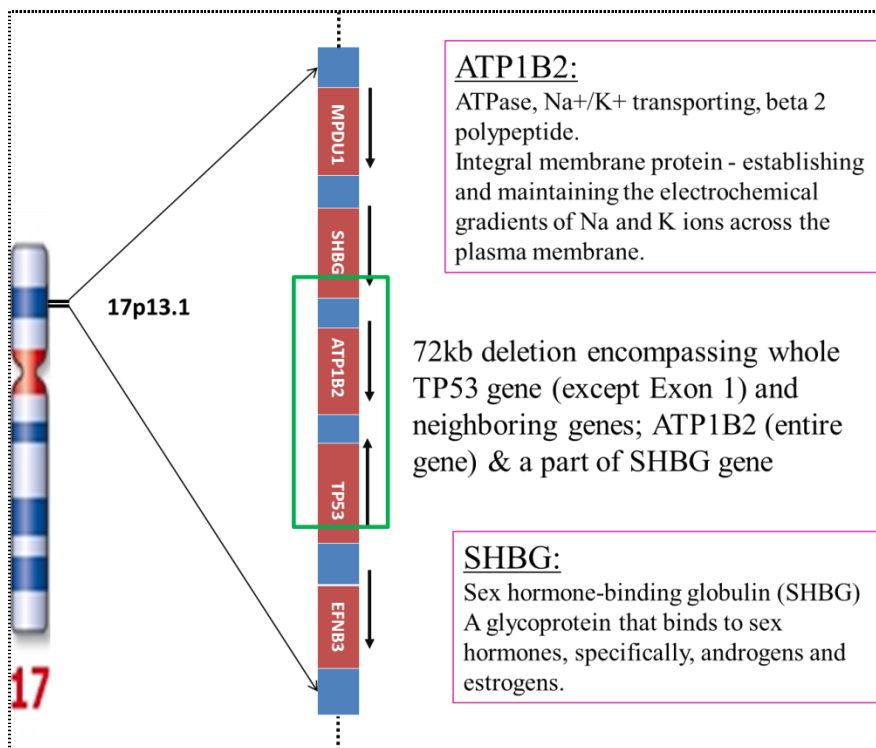 17
17p13.1
MPDU1
SHBG
ATP1B2
TP53
EFNB3
ATP1B2:
ATPase, Na+/K+ transporting, beta 2
polypeptide.
Integral membrane protein - establishing
and maintaining the electrochemical
gradients of Na and K ions across the
plasma membrane.
72kb deletion encompassing whole
TP53 gene (except Exon 1) and
neighboring genes; ATP1B2 (entire
gene) & a part of SHBG gene
SHBG:
Sex hormone-binding globulin (SHBG)
A glycoprotein that binds to sex
hormones, specifically, androgens and
estrogens.